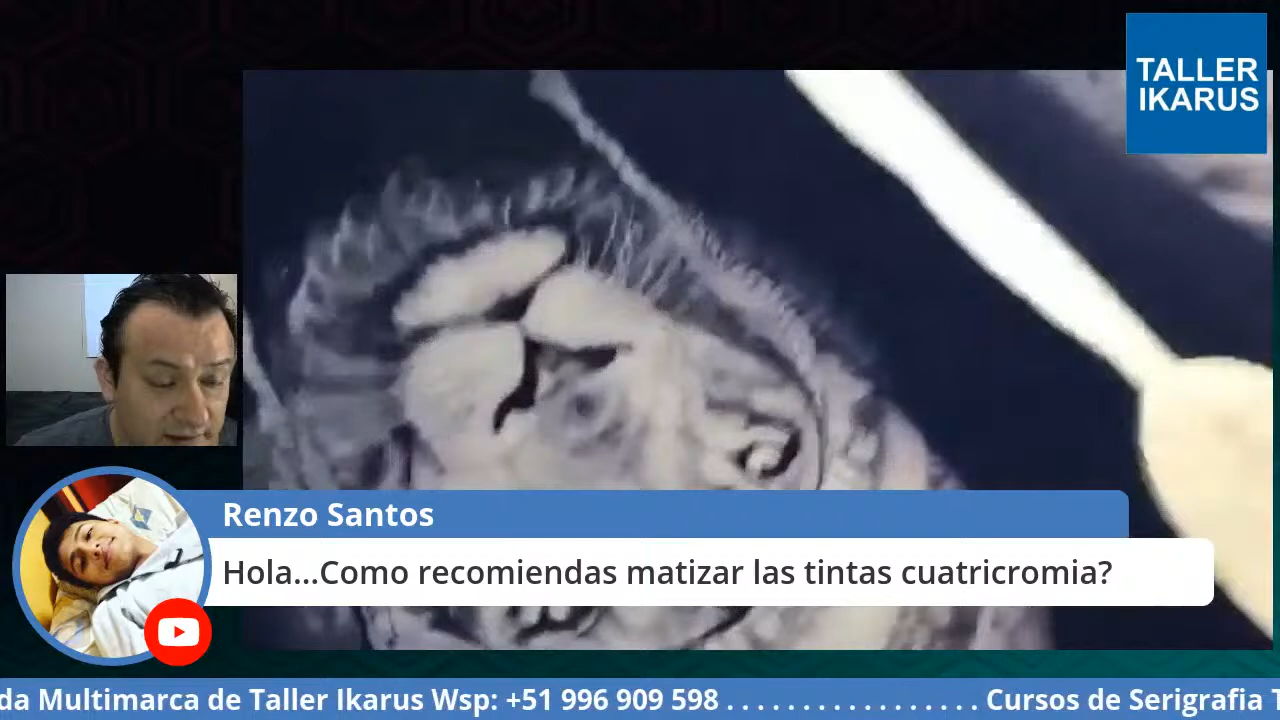 TALLER
IKARUS
Renzo Santos
Hola...Como recomiendas matizar las tintas cuatricromia?
da Multimarca de Taller Ikarus Wsp: +51 996 909 598 . . . . . . . . . . . . . . . . . Cursos de Serigrafia T